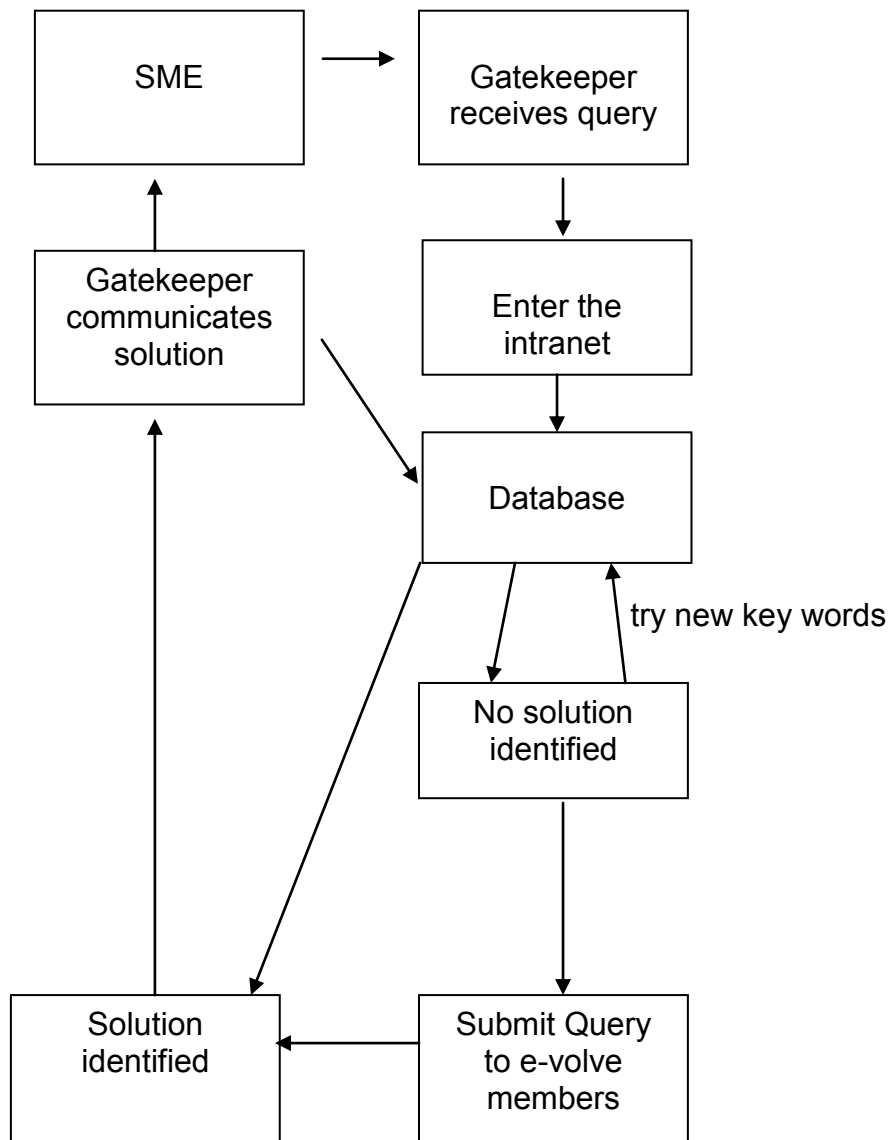 SME
Gatekeeper
receives query
Gatekeeper
communicates
solution
Enter the
intranet
Database
try new key words
No solution
identified
Solution
identified
Submit Query
to e-volve
members